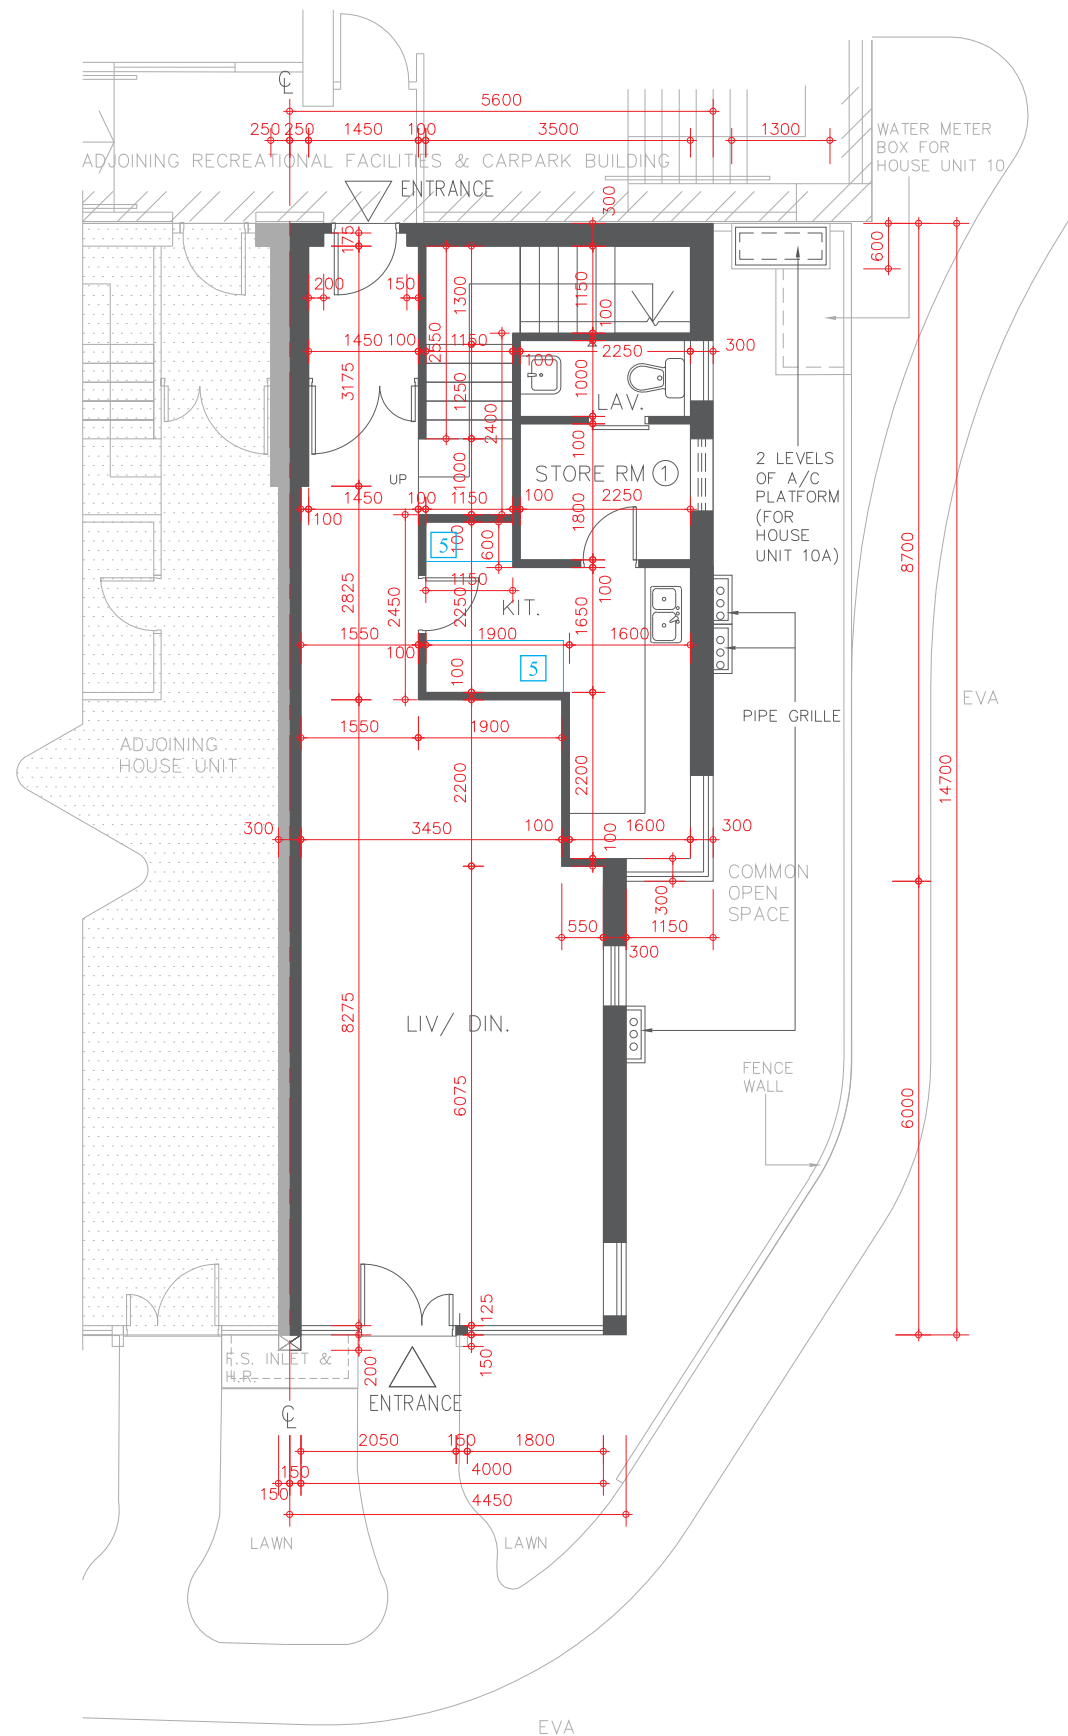 ℄
5600
250 250 1450 100 3500 1300
WATER METER
BOX FOR
HOUSE UNIT 10
ADJOINING RECREATIONAL FACILITIES & CARPARK BUILDING
ENTRANCE
300
175
600
200 150
1300
1150
100
2550
1450 100 1150
100
2250 300
3175
1250
1000
2400
LAV.
100
STORE RM 1
2 LEVELS
OF A/C
PLATFORM
(FOR
HOUSE
UNIT 10A)
UP
1000
1450 100 1150 100 2250
100
1800
5
100
600
8700
1150
100
2825
2450
2250
KIT.
1650
1550
100
1900 1600
100
5
EVA
PIPE GRILLE
ADJOINING
HOUSE UNIT
1550 1900
2200
2200
14700
300 3450 100 1600 300
100
COMMON
OPEN
SPACE
300
550 1150
300
8275
LIV/ DIN.
6075
FENCE
WALL
6000
125
F.S. INLET &
H.R.
200
150
ENTRANCE
℄
2050 150 1800
150
4000
150
4450
LAWN
LAWN
EVA